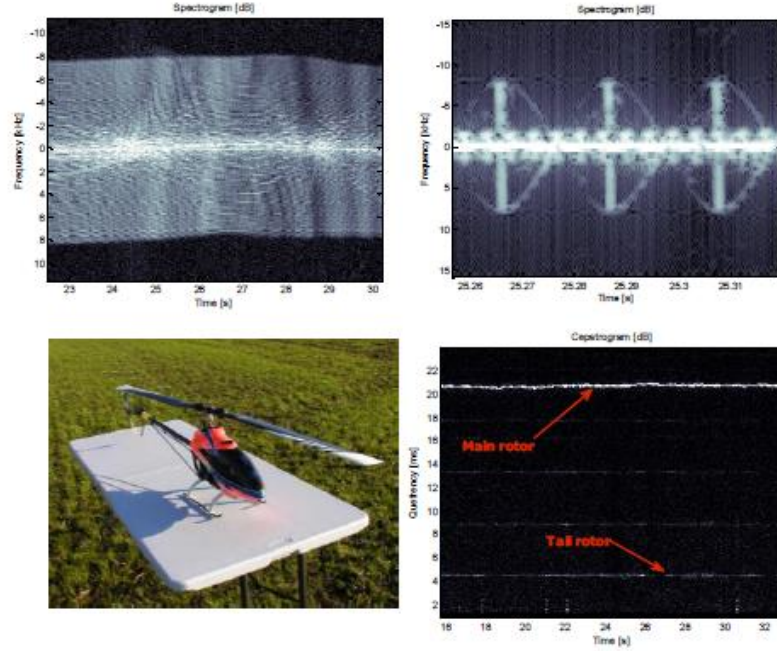 Spectrogram [dB]
-10
-8
-6
-4
-2
0
2
4
6
8
10
Frequency [kHz]
23 24 25 26 27 28 29 30
Time [s]
Spectrogram [dB]
-15
-10
-5
0
5
10
15
Frequency [kHz]
25.26 25.27 25.28 25.29 25.3 25.31
Time [s]
Cepstrogram [dB]
22
20
18
16
14
12
10
8
6
4
2
Quefrency [ms]
Main rotor
Tail rotor
16 18 20 22 24 26 28 30 32
Time [s]